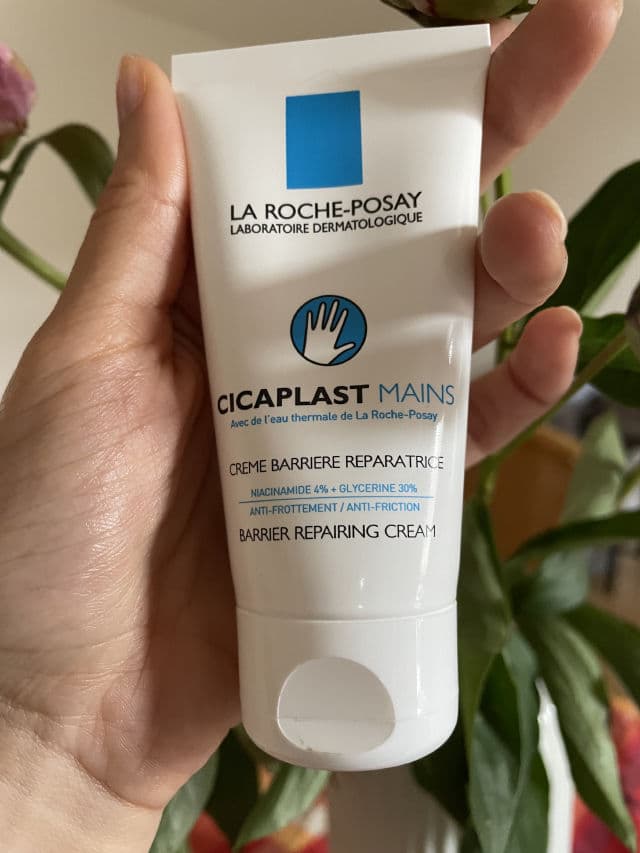 LA ROCHE-POSAY
LABORATOIRE DERMATOLOGIQUE
CICAPLAST MAINS
Avec de l'eau thermale de La Roche-Posay
CREME BARRIERE REPARATRICE
NIACINAMIDE 4% + GLYCERINE 30%
ANTI-FROTTEMENT / ANTI-FRICTION
BARRIER REPAIRING CREAM